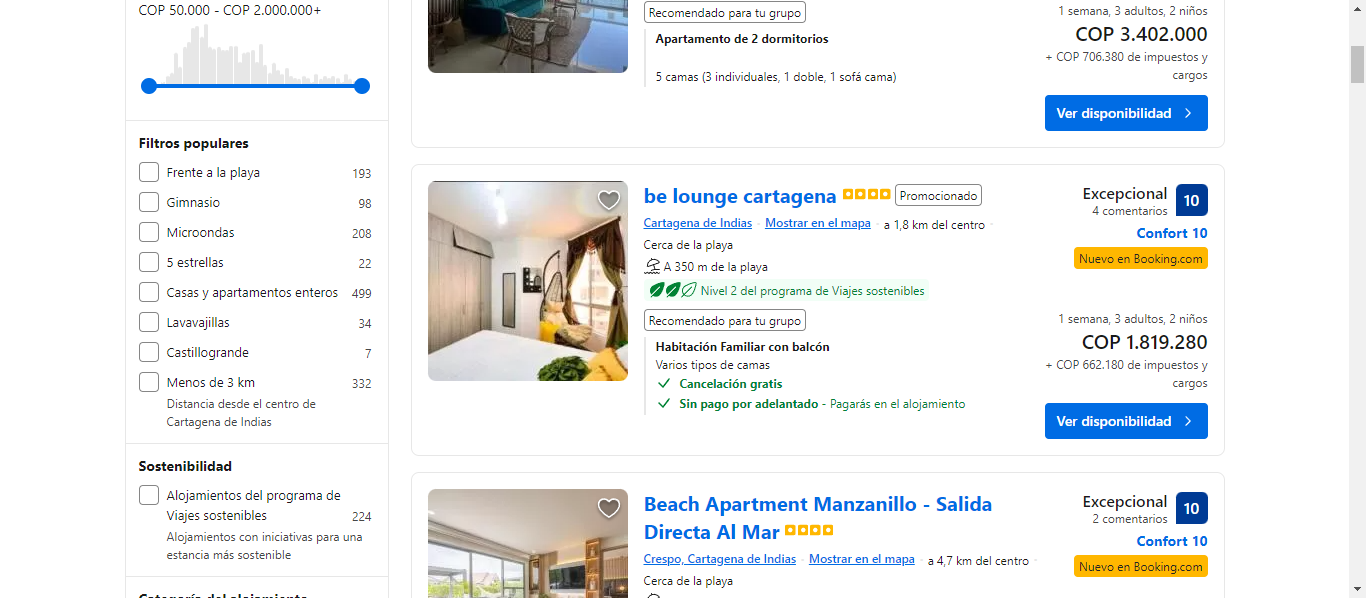 COP 50.000 - COP 2.000.000+
Filtros populares
Frente a la playa 193
Gimnasio 98
Microondas 208
5 estrellas 22
Casas y apartamentos enteros 499
Lavavajillas 34
Castillogrande 7
Menos de 3 km 332
Distancia desde el centro de
Cartagena de Indias
Sostenibilidad
Alojamientos del programa de
Viajes sostenibles 224
Alojamientos con iniciativas para una
estancia más sostenible
Categoría del alojamiento
Recomendado para tu grupo
Apartamento de 2 dormitorios
5 camas (3 individuales, 1 doble, 1 sofá cama)
1 semana, 3 adultos, 2 niños
COP 3.402.000
+ COP 706.380 de impuestos y
cargos
Ver disponibilidad
be lounge cartagena Promocionado
Cartagena de Indias · Mostrar en el mapa · a 1,8 km del centro ·
Cerca de la playa
A 350 m de la playa
Nivel 2 del programa de Viajes sostenibles
Recomendado para tu grupo
Habitación Familiar con balcón
Varios tipos de camas
Cancelación gratis
Sin pago por adelantado - Pagarás en el alojamiento
Excepcional 10
4 comentarios
Confort 10
Nuevo en Booking.com
1 semana, 3 adultos, 2 niños
COP 1.819.280
+ COP 662.180 de impuestos y
cargos
Ver disponibilidad
Beach Apartment Manzanillo - Salida
Directa Al Mar
Crespo, Cartagena de Indias · Mostrar en el mapa · a 4,7 km del centro ·
Cerca de la playa
Excepcional 10
2 comentarios
Confort 10
Nuevo en Booking.com